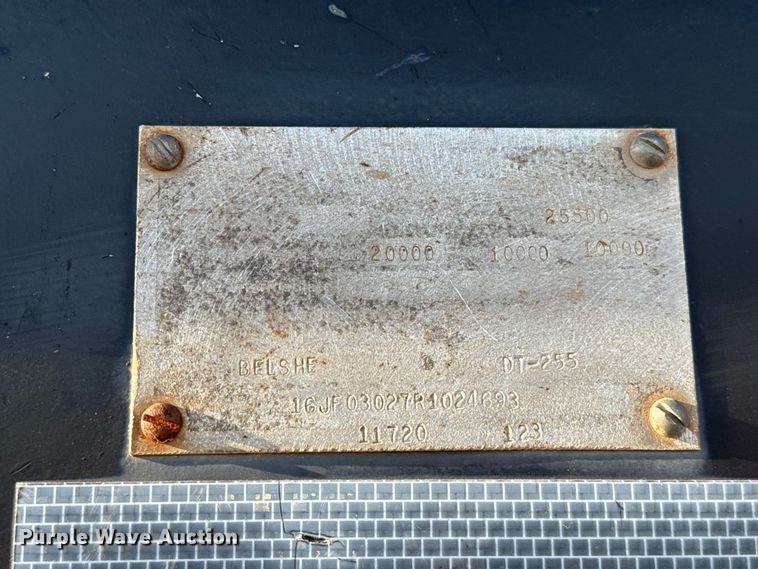 25500
20000 10000 10000
BELSHE DT-255
16JF03027R1024693
11720 123
Purple Wave Auction